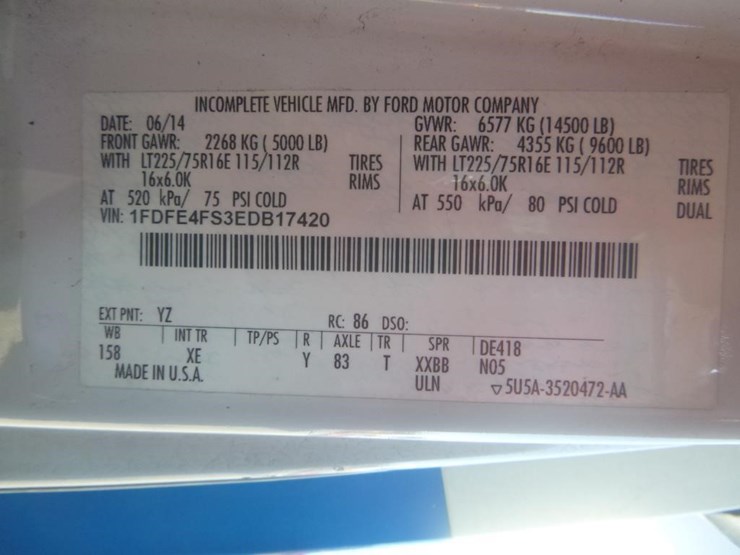 INCOMPLETE VEHICLE MFD. BY FORD MOTOR COMPANY
DATE: 06/14 GVWR: 6577 KG (14500 LB)
FRONT GAWR: 2268 KG ( 5000 LB) REAR GAWR: 4355 KG ( 9600 LB)
WITH LT225/75R16E 115/112R TIRES WITH LT225/75R16E 115/112R TIRES
16x6.0K RIMS 16x6.0K RIMS
AT 520 kPa/ 75 PSI COLD AT 550 kPa/ 80 PSI COLD DUAL
VIN: 1FDFE4FS3EDB17420
EXT PNT: YZ RC: 86 DSO:
WB INT TR TP/PS R AXLE TR SPR DE418
158 XE Y 83 T XXBB N05
MADE IN U.S.A. ULN ▽5U5A-3520472-AA